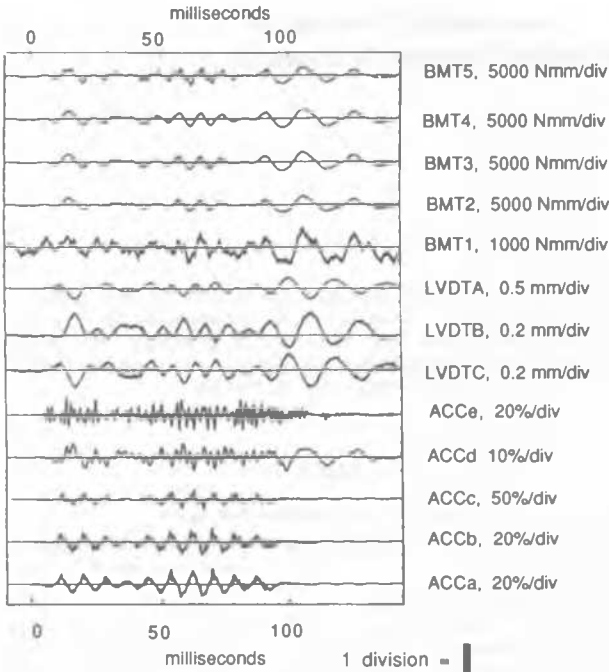 milliseconds
0 50 100
BMT5, 5000 Nmm/div
BMT4, 5000 Nmm/div
BMT3, 5000 Nmm/div
BMT2, 5000 Nmm/div
BMT1, 1000 Nmm/div
LVDTA, 0.5 mm/div
LVDTB, 0.2 mm/div
LVDTC, 0.2 mm/div
ACCe, 20%/div
ACCd 10%/div
ACCc, 50%/div
ACCb, 20%/div
ACCa, 20%/div
0 50 100
milliseconds 1 division =